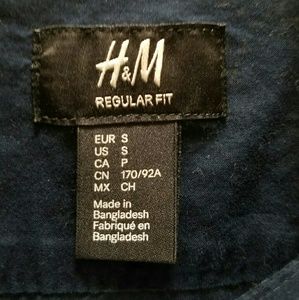 H&M
REGULAR FIT
EUR S
US S
CA P
CN 170/92A
MX CH
Made in
Bangladesh
Fabriqué en
Bangladesh